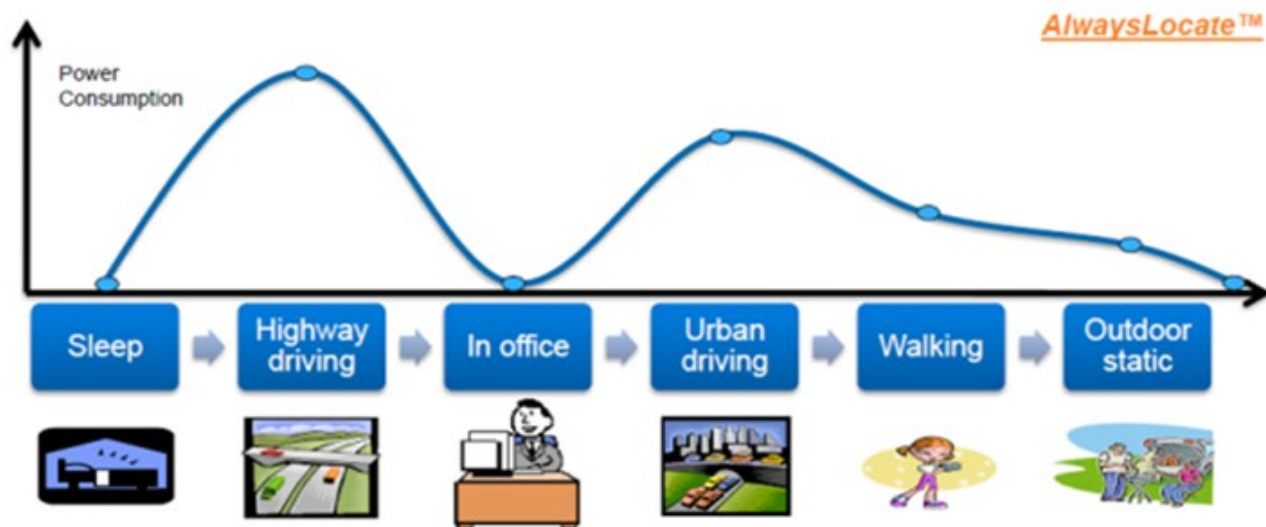 AlwaysLocate™
Power
Consumption
Sleep
Highway
driving
In office
Urban
driving
Walking
Outdoor
static